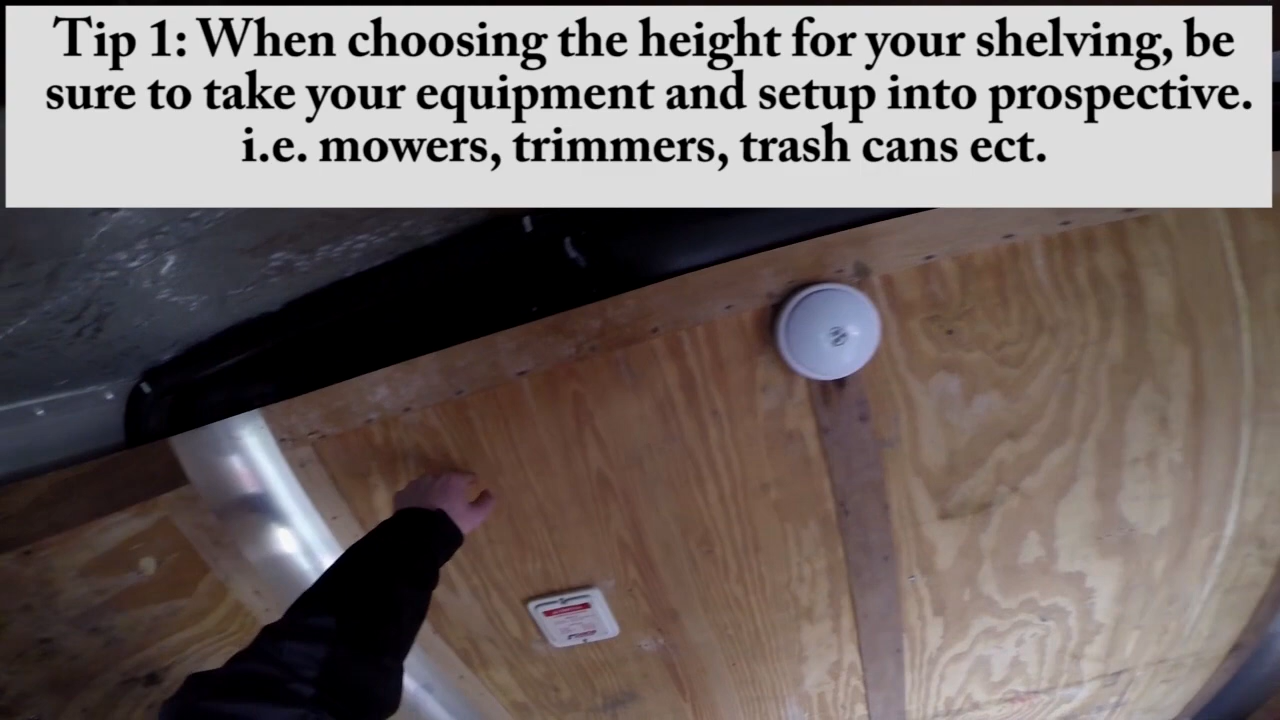 Tip 1: When choosing the height for your shelving, be
sure to take your equipment and setup into prospective.
i.e. mowers, trimmers, trash cans ect.